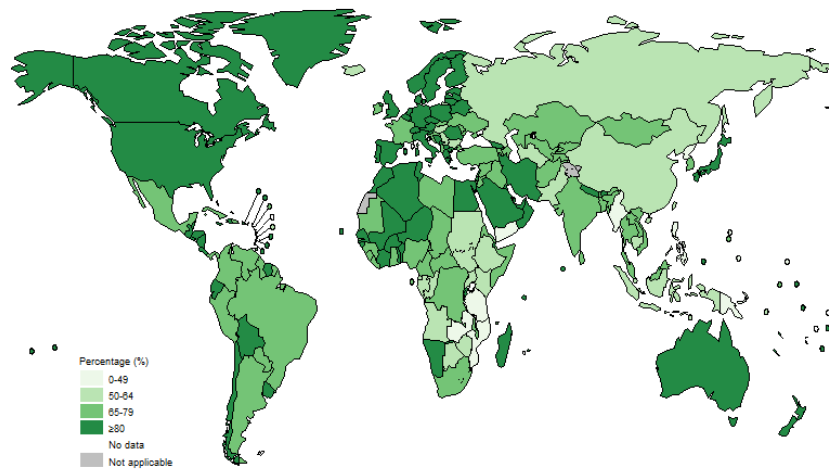 Percentage (%)
0-49
50-64
65-79
≥80
No data
Not applicable